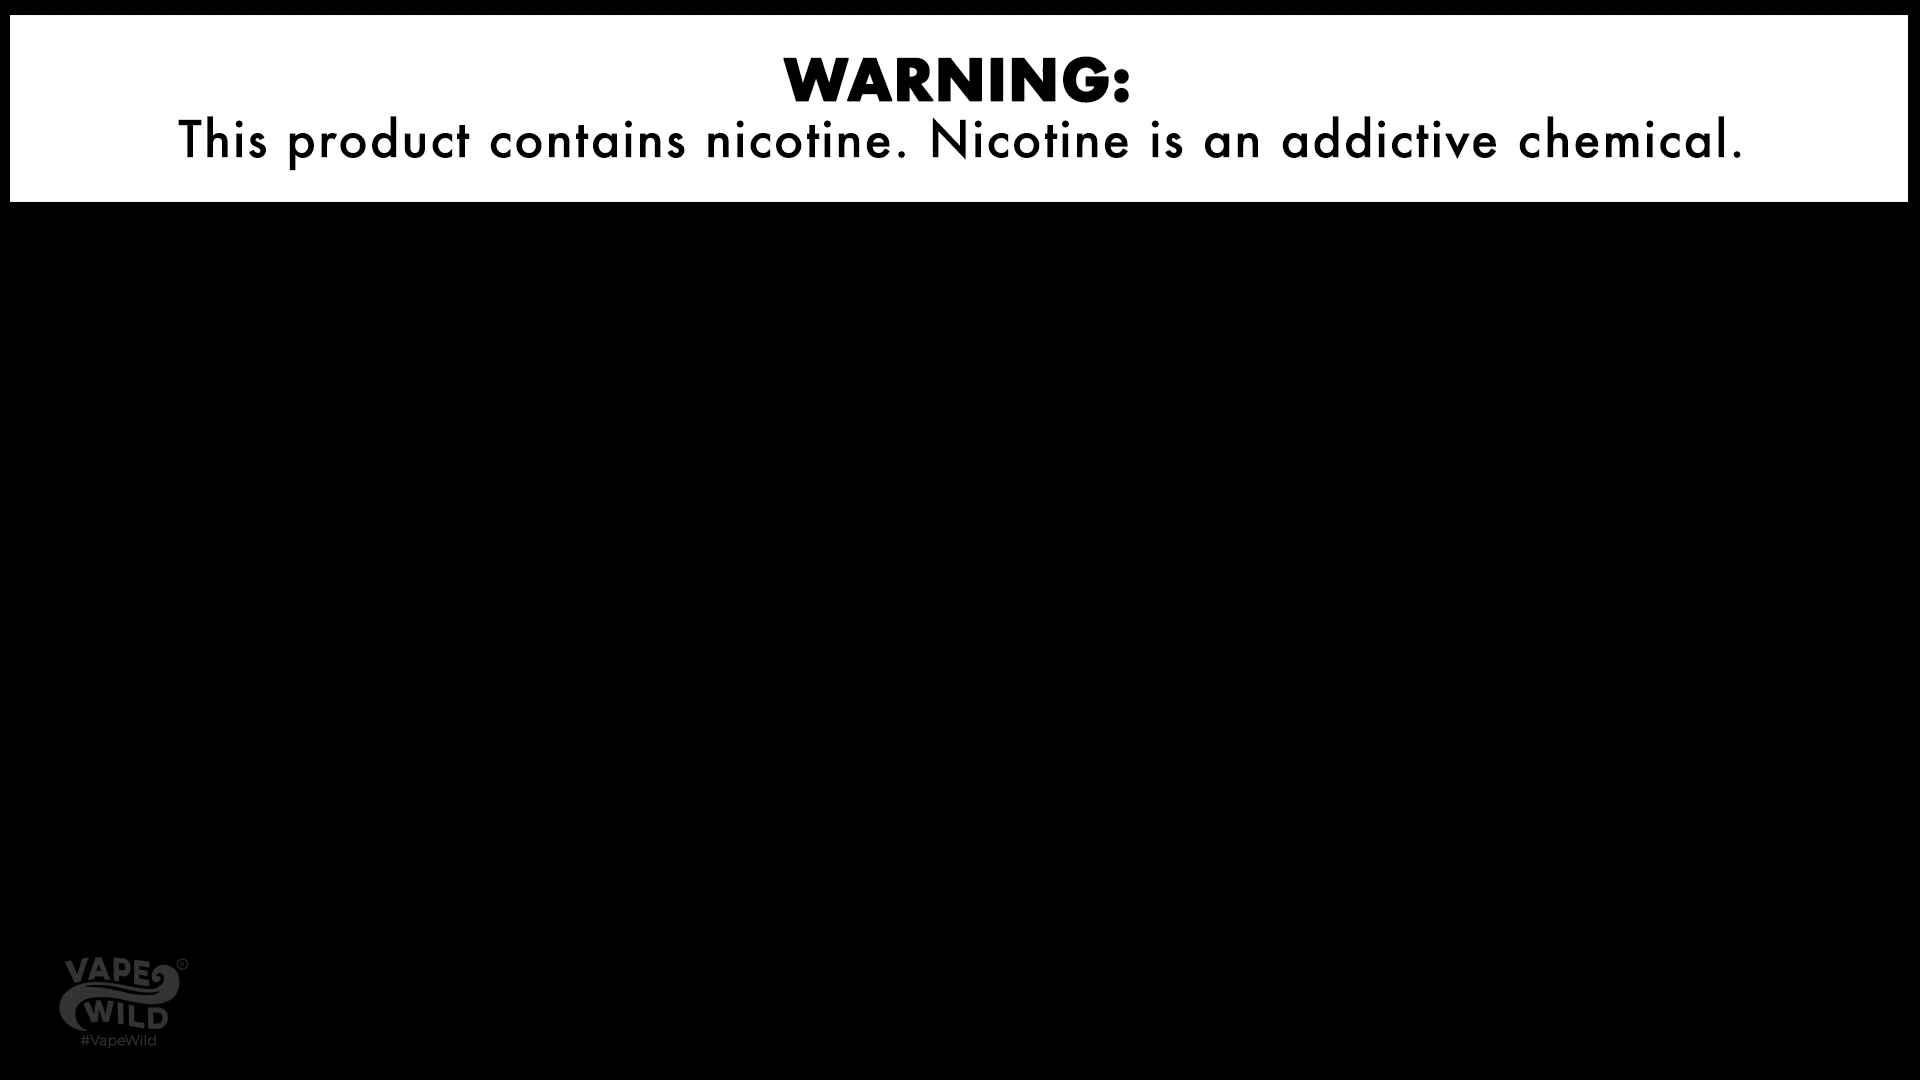 WARNING:
This product contains nicotine. Nicotine is an addictive chemical.
VAPE ®
WILD
#VapeWild